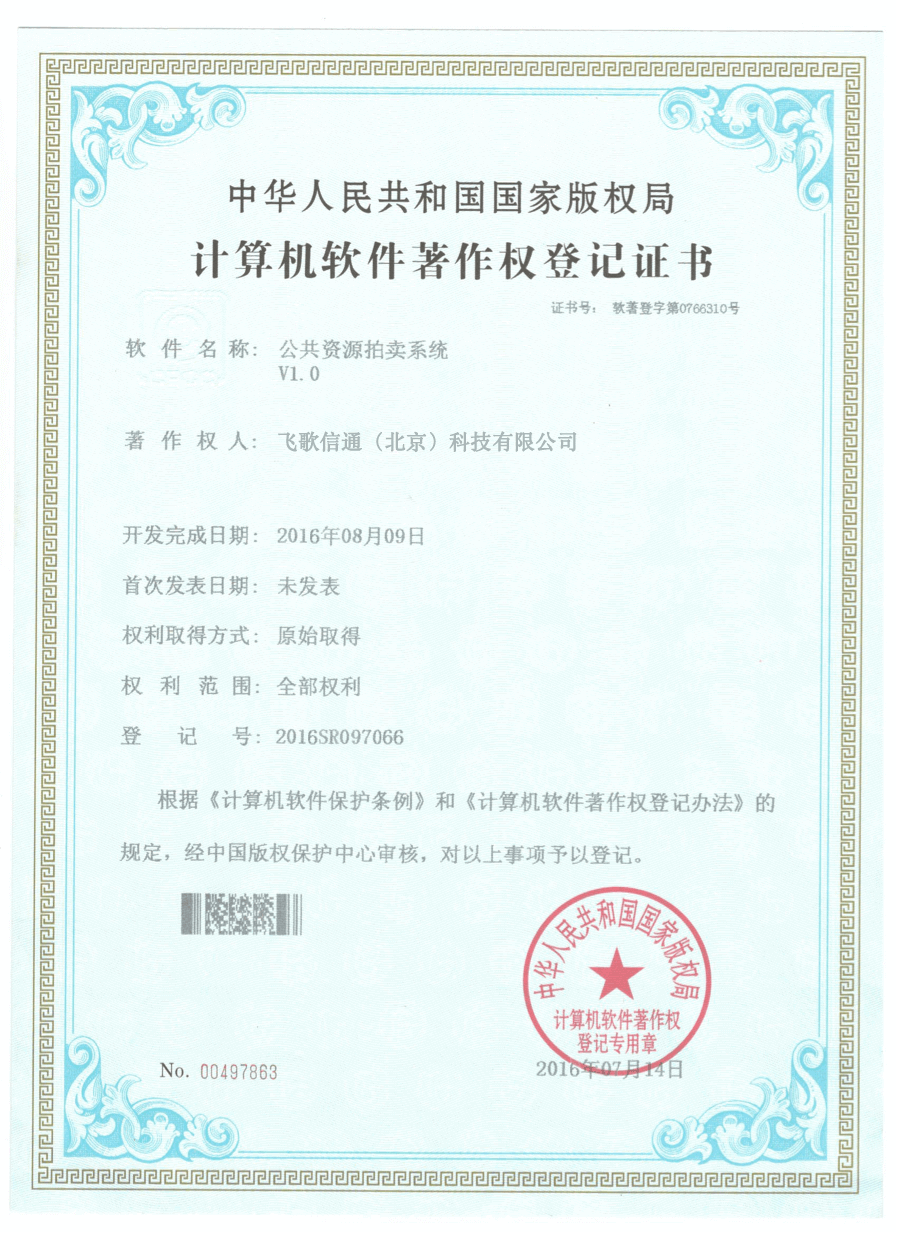 中华人民共和国国家版权局
计算机软件著作权登记证书
证书号： 软著登字第0766310号
软件名称： 公共资源拍卖系统
V1.0
著作权人： 飞歌信通（北京）科技有限公司
开发完成日期： 2016年08月09日
首次发表日期： 未发表
权利取得方式： 原始取得
权利范围： 全部权利
登记号： 2016SR097066
根据《计算机软件保护条例》和《计算机软件著作权登记办法》的
规定，经中国版权保护中心审核，对以上事项予以登记。
中华人民共和国国家版权局
计算机软件著作权
登记专用章
No. 00497863
2016年07月14日